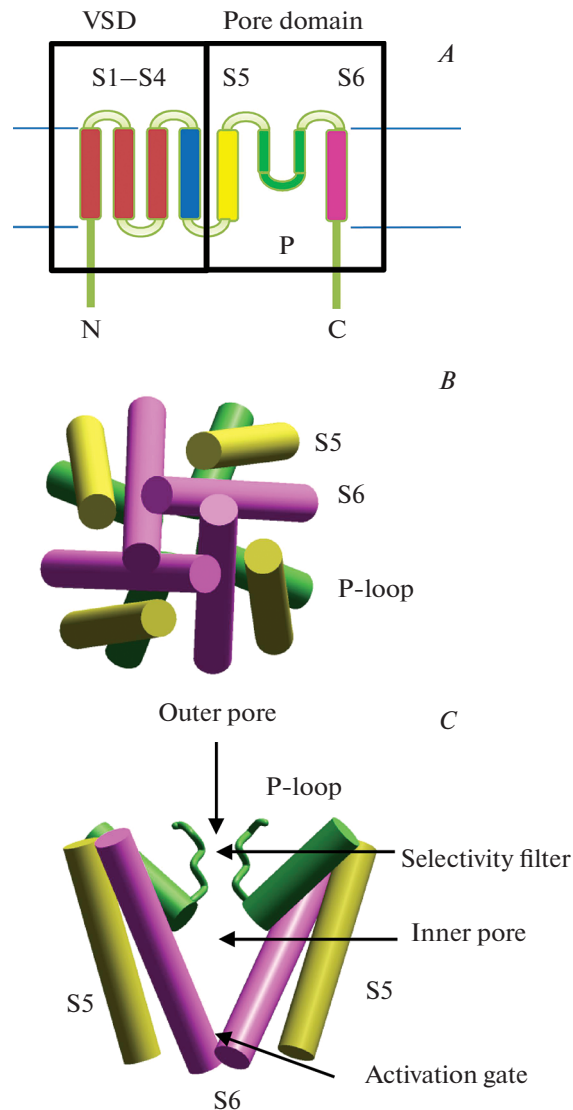 VSD Pore domain A
S1–S4 S5 S6
P
N C
B
S5
S6
P-loop
Outer pore C
P-loop
Selectivity filter
Inner pore
S5 S5
Activation gate
S6